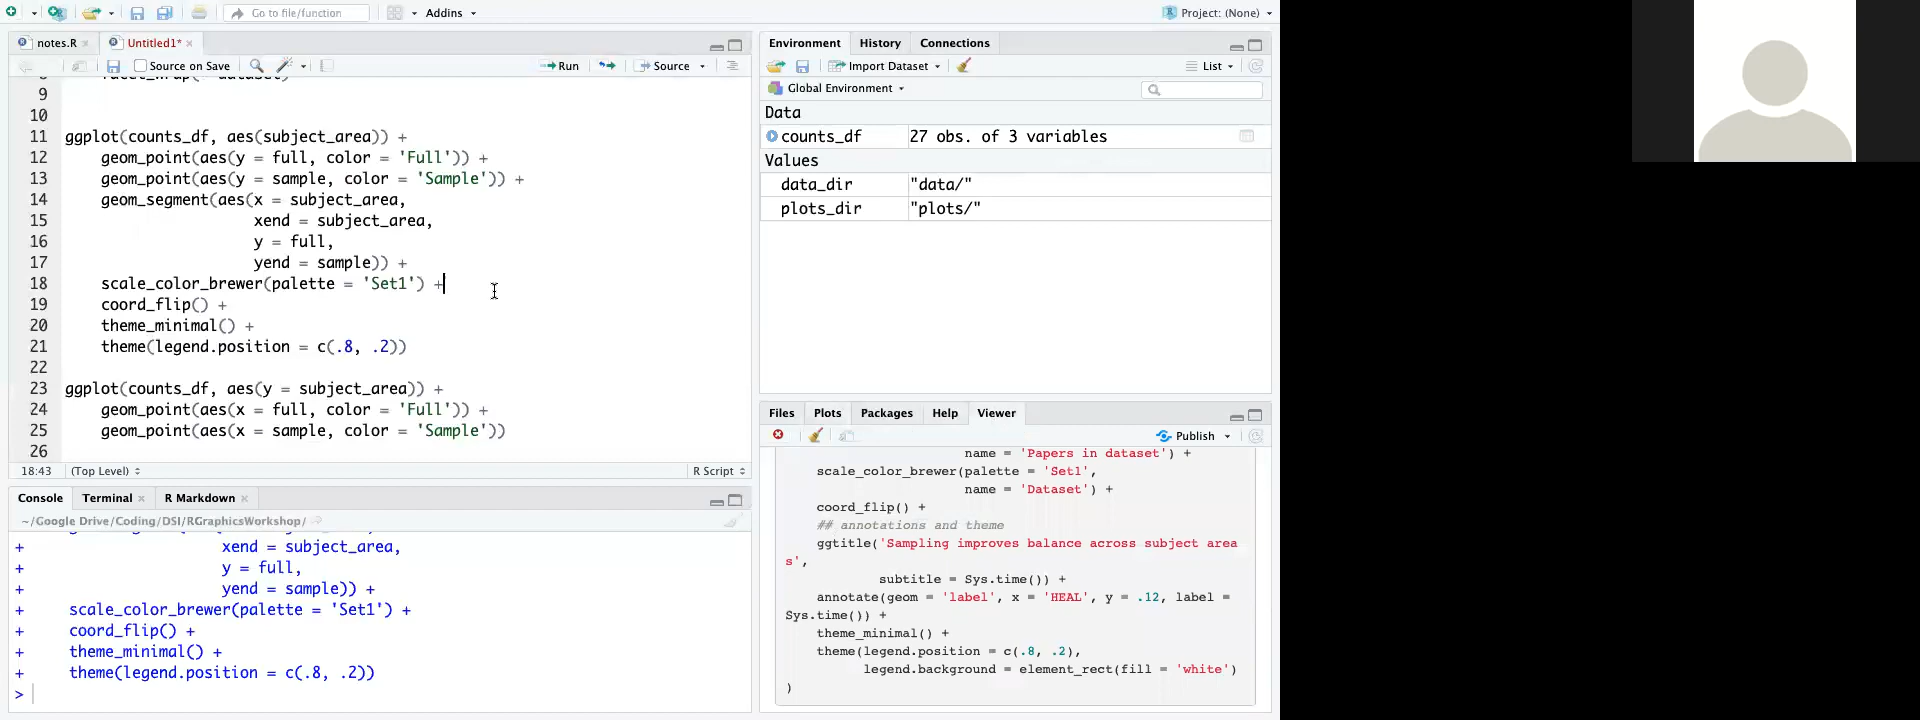 Go to file/function
Addins
Project: (None)
notes.R
Untitled1*
Source on Save
Run
Source
9
10
11 ggplot(counts_df, aes(subject_area)) +
12 geom_point(aes(y = full, color = 'Full')) +
13 geom_point(aes(y = sample, color = 'Sample')) +
14 geom_segment(aes(x = subject_area,
15 xend = subject_area,
16 y = full,
17 yend = sample)) +
18 scale_color_brewer(palette = 'Set1') +
19 coord_flip() +
20 theme_minimal() +
21 theme(legend.position = c(.8, .2))
22
23 ggplot(counts_df, aes(y = subject_area)) +
24 geom_point(aes(x = full, color = 'Full')) +
25 geom_point(aes(x = sample, color = 'Sample'))
26
18:43 (Top Level) R Script
Console Terminal R Markdown
~/Google Drive/Coding/DSI/RGraphicsWorkshop/
+ xend = subject_area,
+ y = full,
+ yend = sample)) +
+ scale_color_brewer(palette = 'Set1') +
+ coord_flip() +
+ theme_minimal() +
+ theme(legend.position = c(.8, .2))
>
Environment History Connections
Import Dataset List
Global Environment
Data
counts_df 27 obs. of 3 variables
Values
data_dir "data/"
plots_dir "plots/"
Files Plots Packages Help Viewer
Publish
name = 'Papers in dataset') +
scale_color_brewer(palette = 'Set1',
name = 'Dataset') +
coord_flip() +
## annotations and theme
ggtitle('Sampling improves balance across subject area
s',
subtitle = Sys.time()) +
annotate(geom = 'label', x = 'HEAL', y = .12, label =
Sys.time()) +
theme_minimal() +
theme(legend.position = c(.8, .2),
legend.background = element_rect(fill = 'white')
)